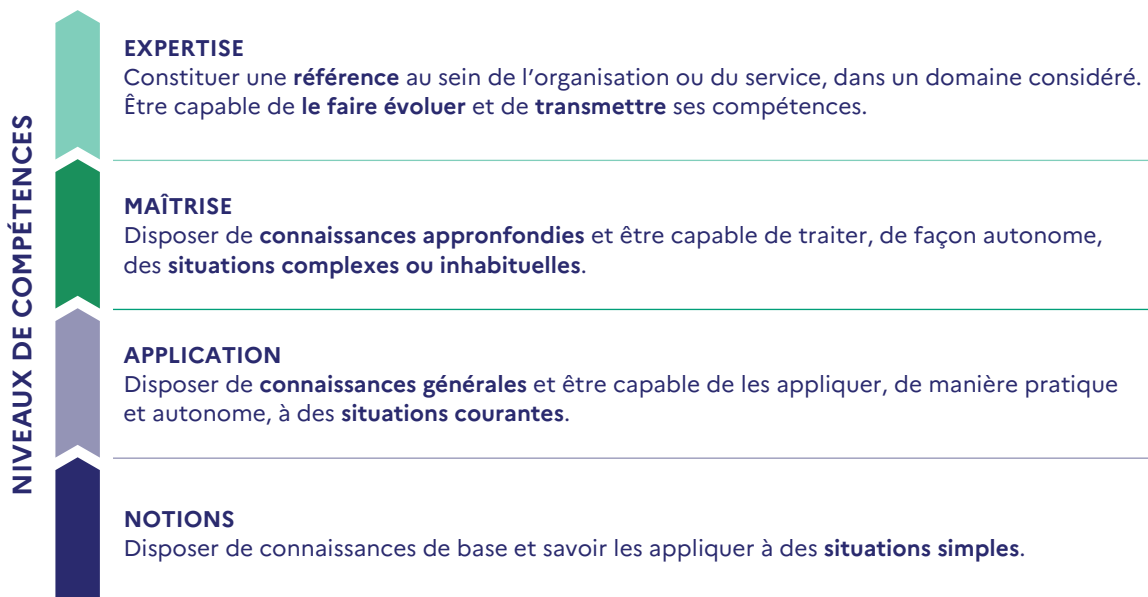 NIVEAUX DE COMPÉTENCES
EXPERTISE
Constituer une référence au sein de l’organisation ou du service, dans un domaine considéré.
Être capable de le faire évoluer et de transmettre ses compétences.
MAÎTRISE
Disposer de connaissances appronfondies et être capable de traiter, de façon autonome,
des situations complexes ou inhabituelles.
APPLICATION
Disposer de connaissances générales et être capable de les appliquer, de manière pratique
et autonome, à des situations courantes.
NOTIONS
Disposer de connaissances de base et savoir les appliquer à des situations simples.